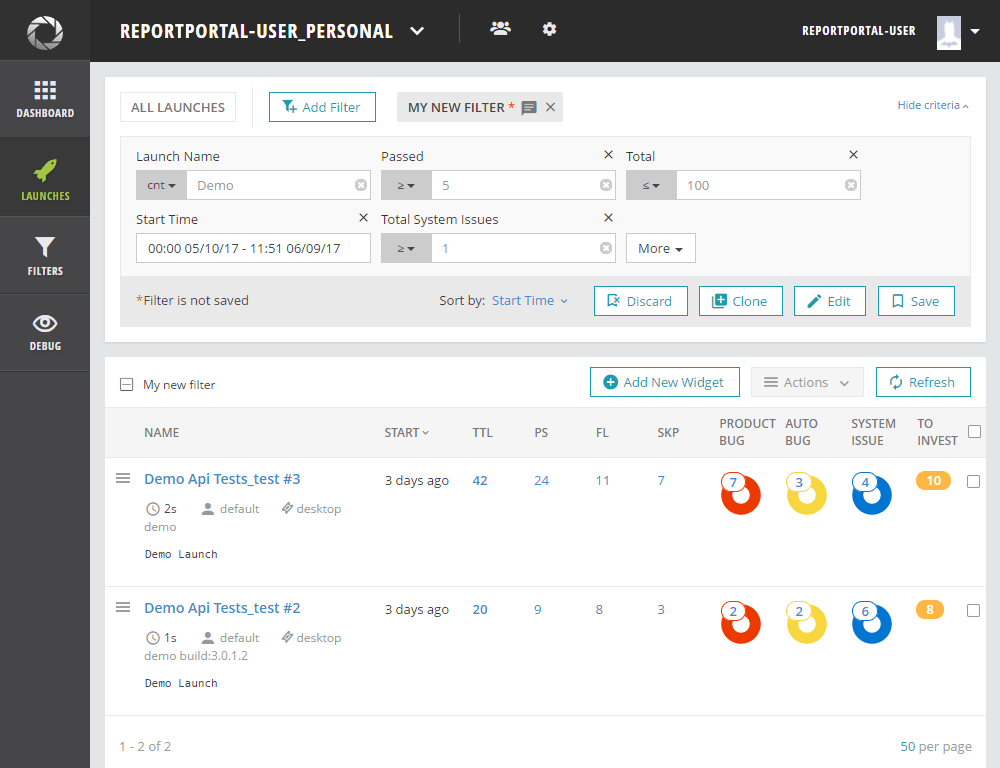 REPORTPORTAL-USER_PERSONAL
REPORTPORTAL-USER
DASHBOARD
LAUNCHES
FILTERS
DEBUG
ALL LAUNCHES
Add Filter
MY NEW FILTER *
Hide criteria
Launch Name
Passed
Total
cnt
Demo
≥
5
≤
100
Start Time
Total System Issues
00:00 05/10/17 - 11:51 06/09/17
≥
1
More
*Filter is not saved
Sort by: Start Time
Discard
Clone
Edit
Save
My new filter
Add New Widget
Actions
Refresh
NAME START TTL PS FL SKP PRODUCT BUG AUTO BUG SYSTEM ISSUE TO INVEST
Demo Api Tests_test #3 3 days ago 42 24 11 7 7 3 4 10
2s default desktop
demo
Demo Launch
Demo Api Tests_test #2 3 days ago 20 9 8 3 2 2 6 8
1s default desktop
demo build:3.0.1.2
Demo Launch
1 - 2 of 2
50 per page